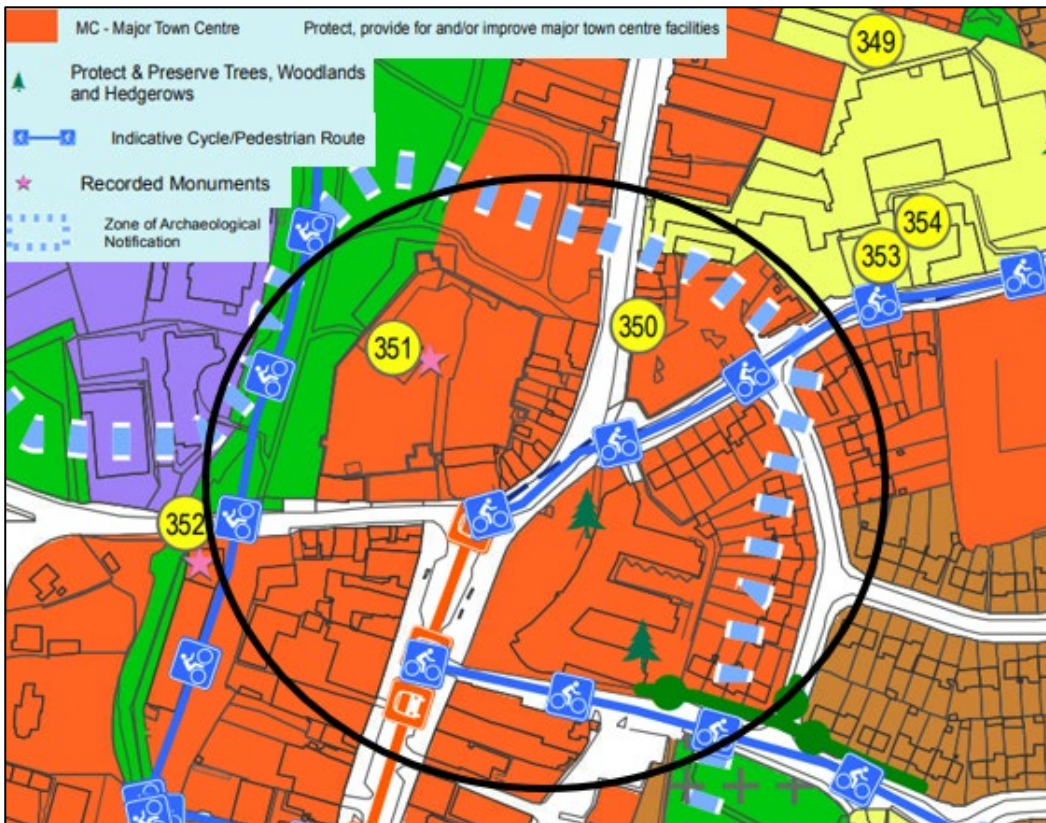 MC - Major Town Centre Protect, provide for and/or improve major town centre facilities
Protect & Preserve Trees, Woodlands
and Hedgerows
Indicative Cycle/Pedestrian Route
Recorded Monuments
Zone of Archaeological
Notification
349
354
353
350
351
352